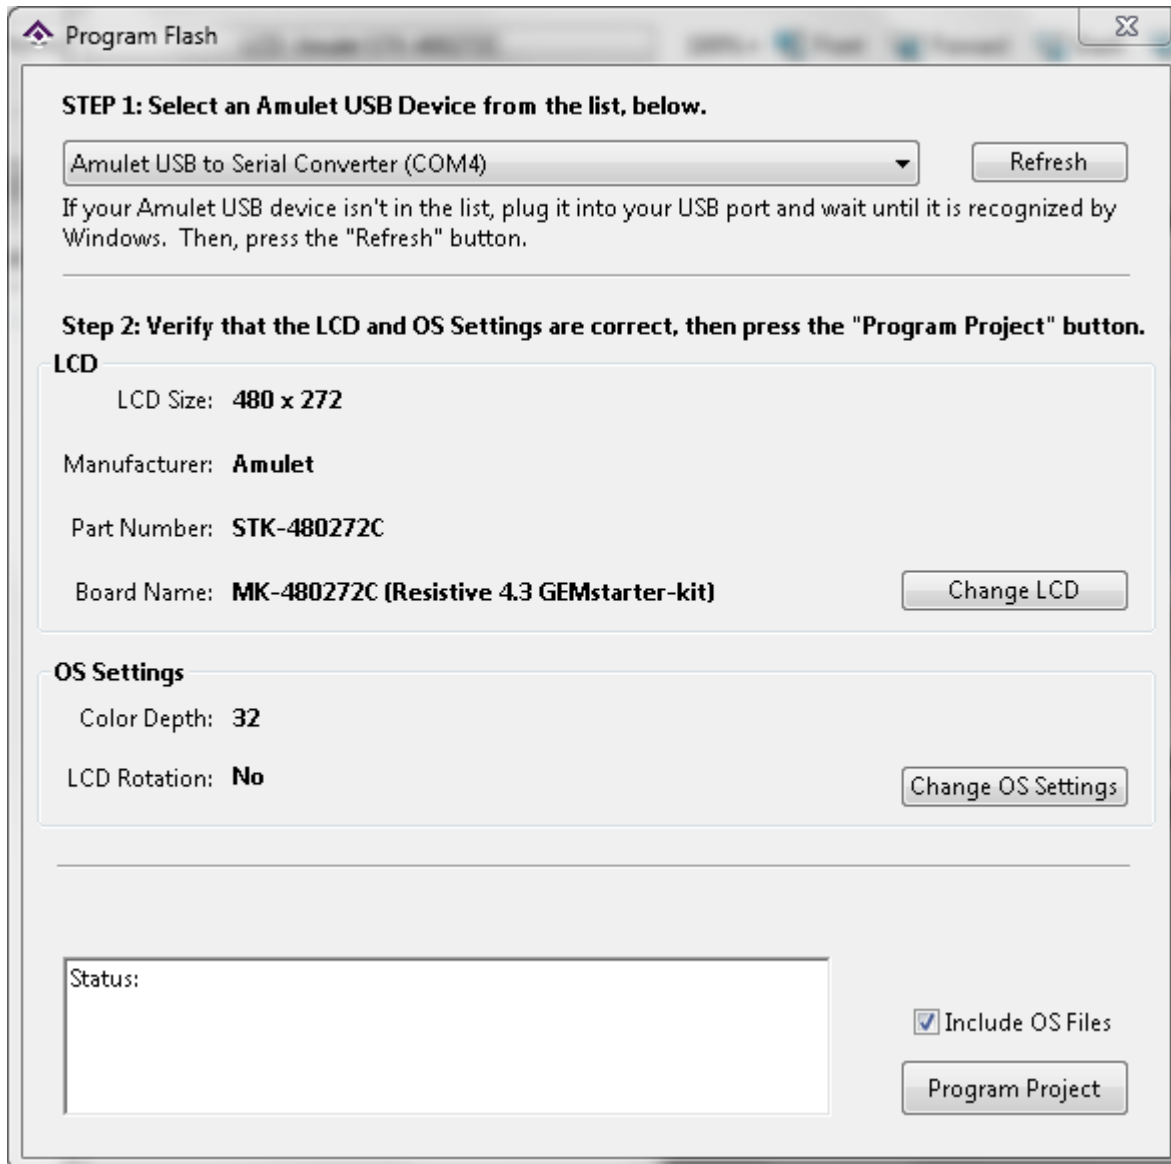 Program Flash
STEP 1: Select an Amulet USB Device from the list, below.
Amulet USB to Serial Converter (COM4)
Refresh
If your Amulet USB device isn't in the list, plug it into your USB port and wait until it is recognized by
Windows.  Then, press the "Refresh" button.
Step 2: Verify that the LCD and OS Settings are correct, then press the "Program Project" button.
LCD
LCD Size: 480 x 272
Manufacturer: Amulet
Part Number: STK-480272C
Board Name: MK-480272C (Resistive 4.3 GEMstarter-kit)
Change LCD
OS Settings
Color Depth: 32
LCD Rotation: No
Change OS Settings
Status:
Include OS Files
Program Project